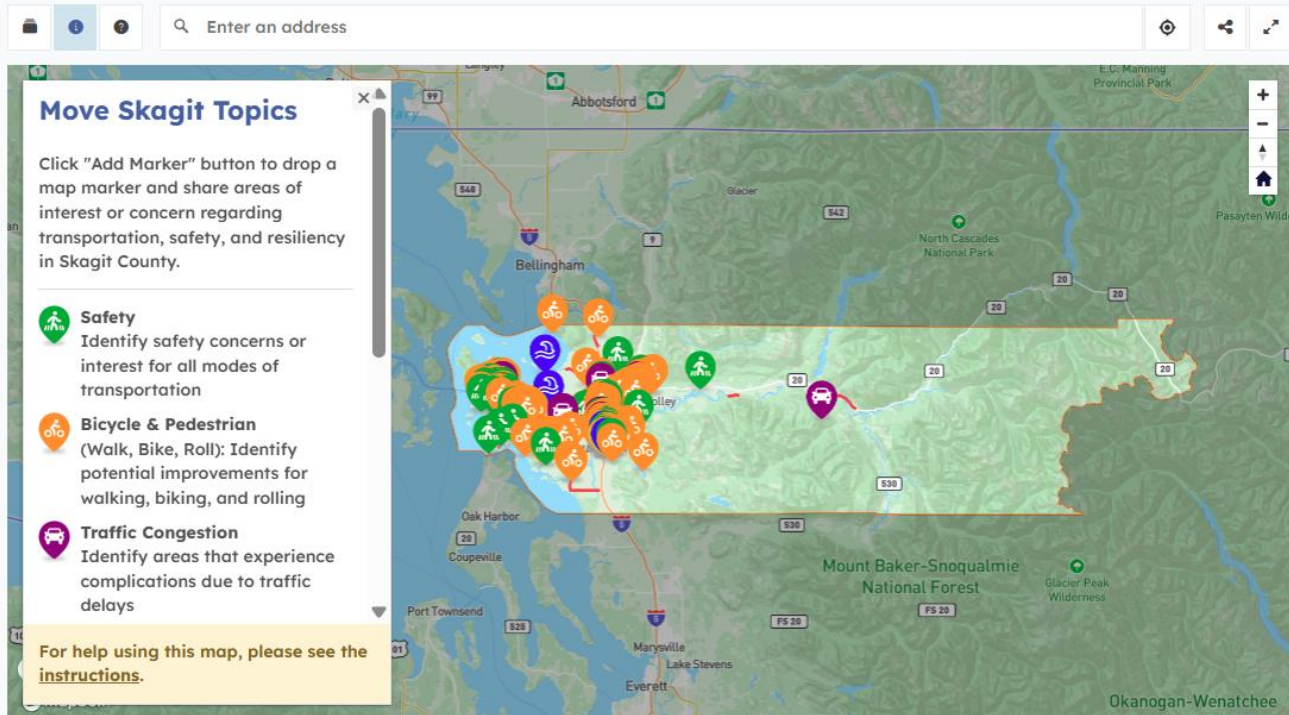 Enter an address
Move Skagit Topics
Click "Add Marker" button to drop a
map marker and share areas of
interest or concern regarding
transportation, safety, and resiliency
in Skagit County.
Safety
Identify safety concerns or
interest for all modes of
transportation
Bicycle & Pedestrian
(Walk, Bike, Roll): Identify
potential improvements for
walking, biking, and rolling
Traffic Congestion
Identify areas that experience
complications due to traffic
delays
For help using this map, please see the
instructions.
1
1
Abbotsford
1
99
E.C. Manning
Provincial Park
548
Glacier
542
Pasayten Wild
9
North Cascades
National Park
5
Bellingham
20
20
20
20
20
20
530
Oak Harbor
20
Coupeville
5
530
Mount Baker-Snoqualmie
National Forest
Glacier Peak
Wilderness
Port Townsend
FS 20
525
5
FS 20
Marysville
Lake Stevens
Everett
Okanogan-Wenatchee